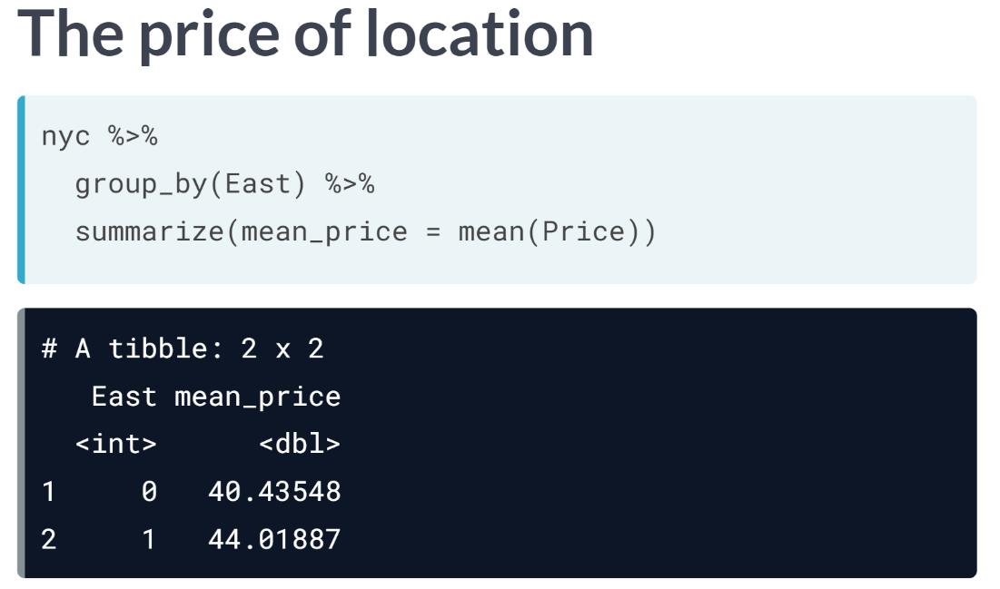 The price of location
nyc %>%
  group_by(East) %>%
  summarize(mean_price = mean(Price))
# A tibble: 2 x 2
   East mean_price
  <int>      <dbl>
1     0   40.43548
2     1   44.01887